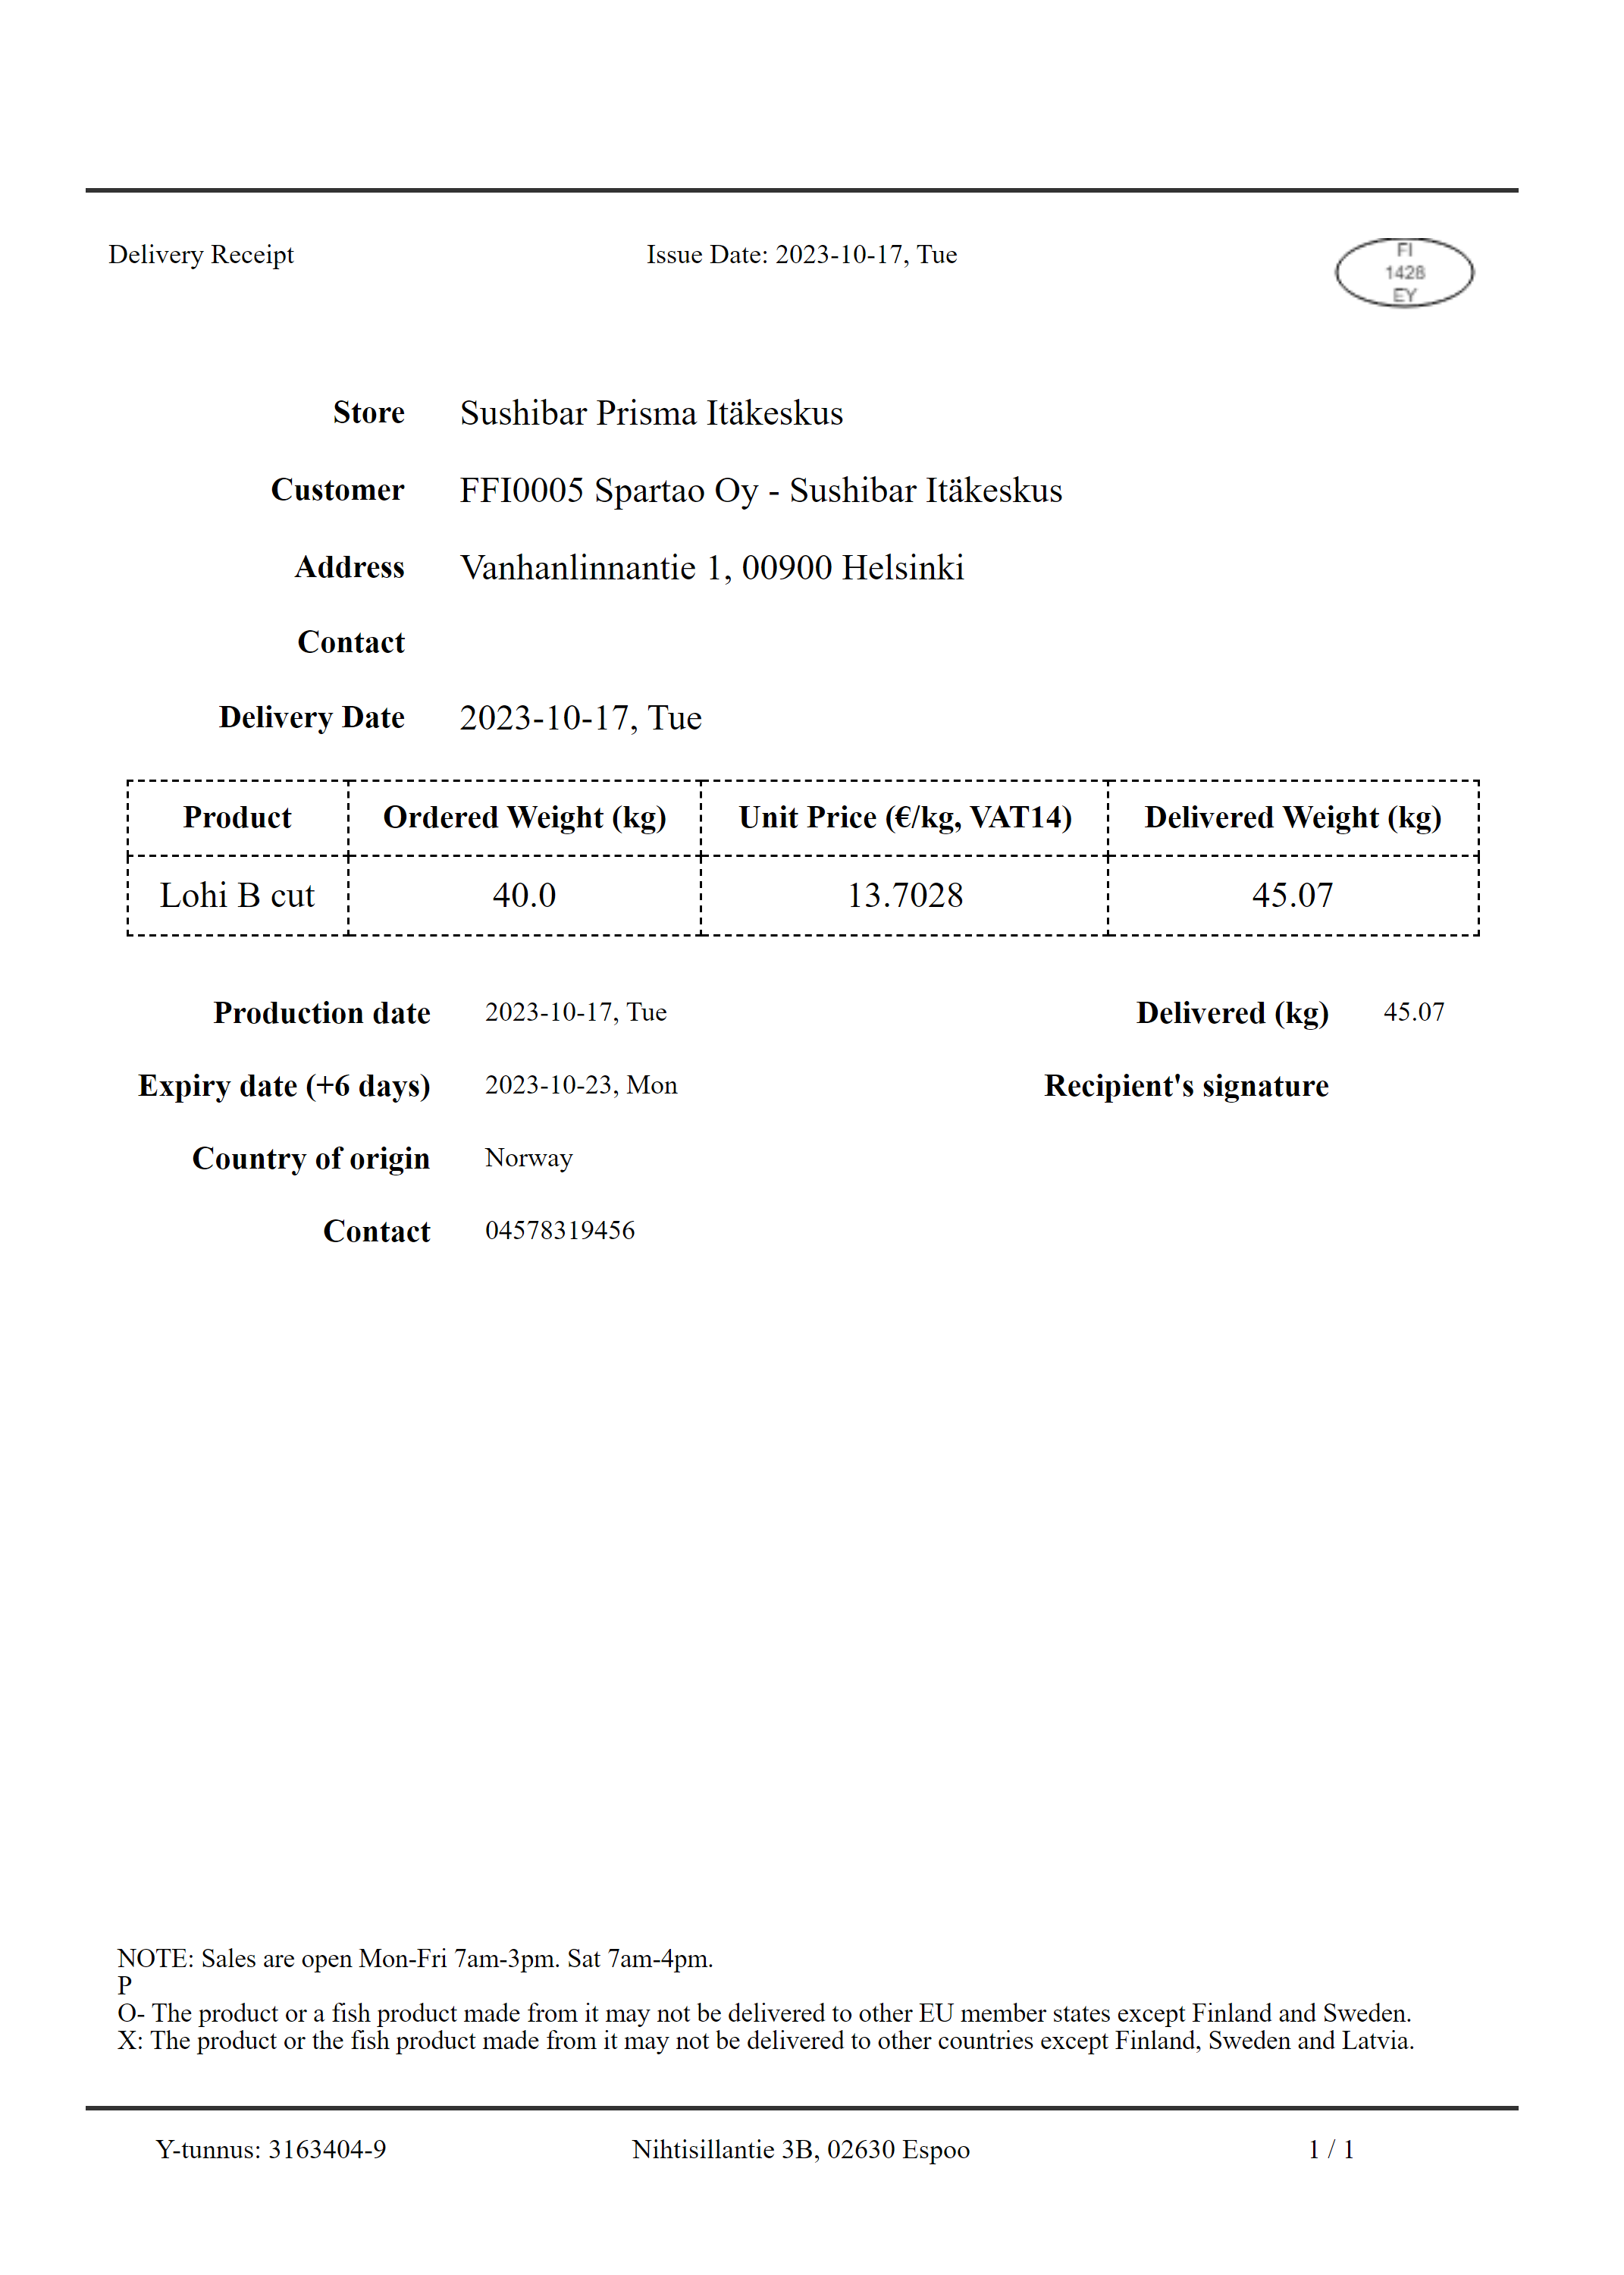 Delivery Receipt
Issue Date: 2023-10-17, Tue
FI
1428
EY
Store Sushibar Prisma Itäkeskus
Customer FFI0005 Spartao Oy - Sushibar Itäkeskus
Address Vanhanlinnantie 1, 00900 Helsinki
Contact
Delivery Date 2023-10-17, Tue
Product Ordered Weight (kg) Unit Price (€/kg, VAT14) Delivered Weight (kg)
Lohi B cut 40.0 13.7028 45.07
Production date 2023-10-17, Tue Delivered (kg) 45.07
Expiry date (+6 days) 2023-10-23, Mon Recipient's signature
Country of origin Norway
Contact 04578319456
NOTE: Sales are open Mon-Fri 7am-3pm. Sat 7am-4pm.
P
O- The product or a fish product made from it may not be delivered to other EU member states except Finland and Sweden.
X: The product or the fish product made from it may not be delivered to other countries except Finland, Sweden and Latvia.
Y-tunnus: 3163404-9 Nihtisillantie 3B, 02630 Espoo 1 / 1